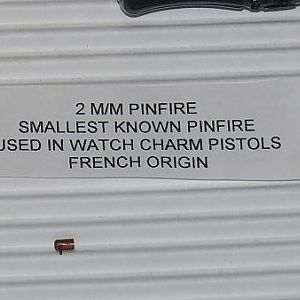 2 M/M PINFIRE
SMALLEST KNOWN PINFIRE
USED IN WATCH CHARM PISTOLS
FRENCH ORIGIN